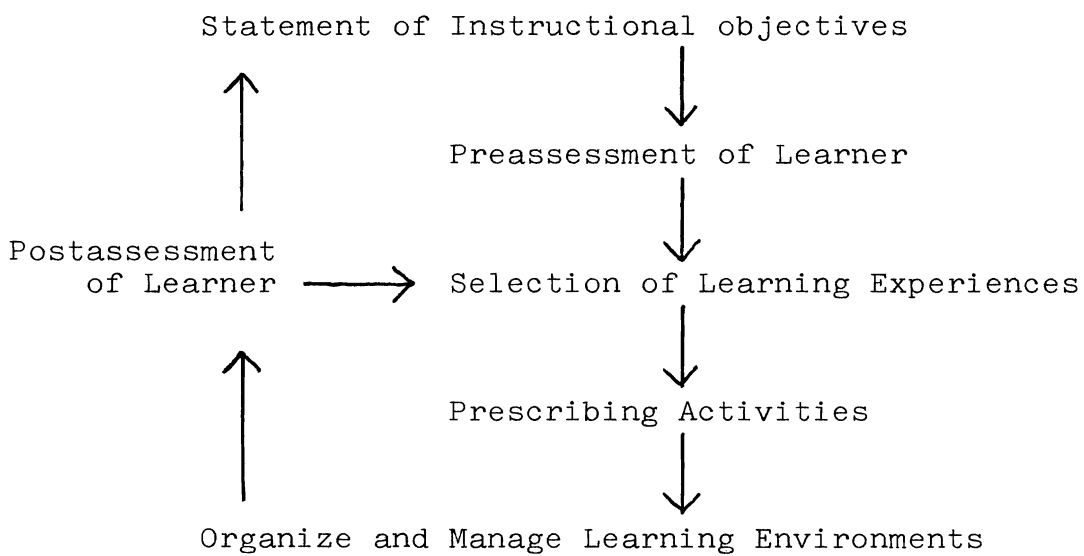 Statement of Instructional objectives
Preassessment of Learner
Postassessment
of Learner
Selection of Learning Experiences
Prescribing Activities
Organize and Manage Learning Environments